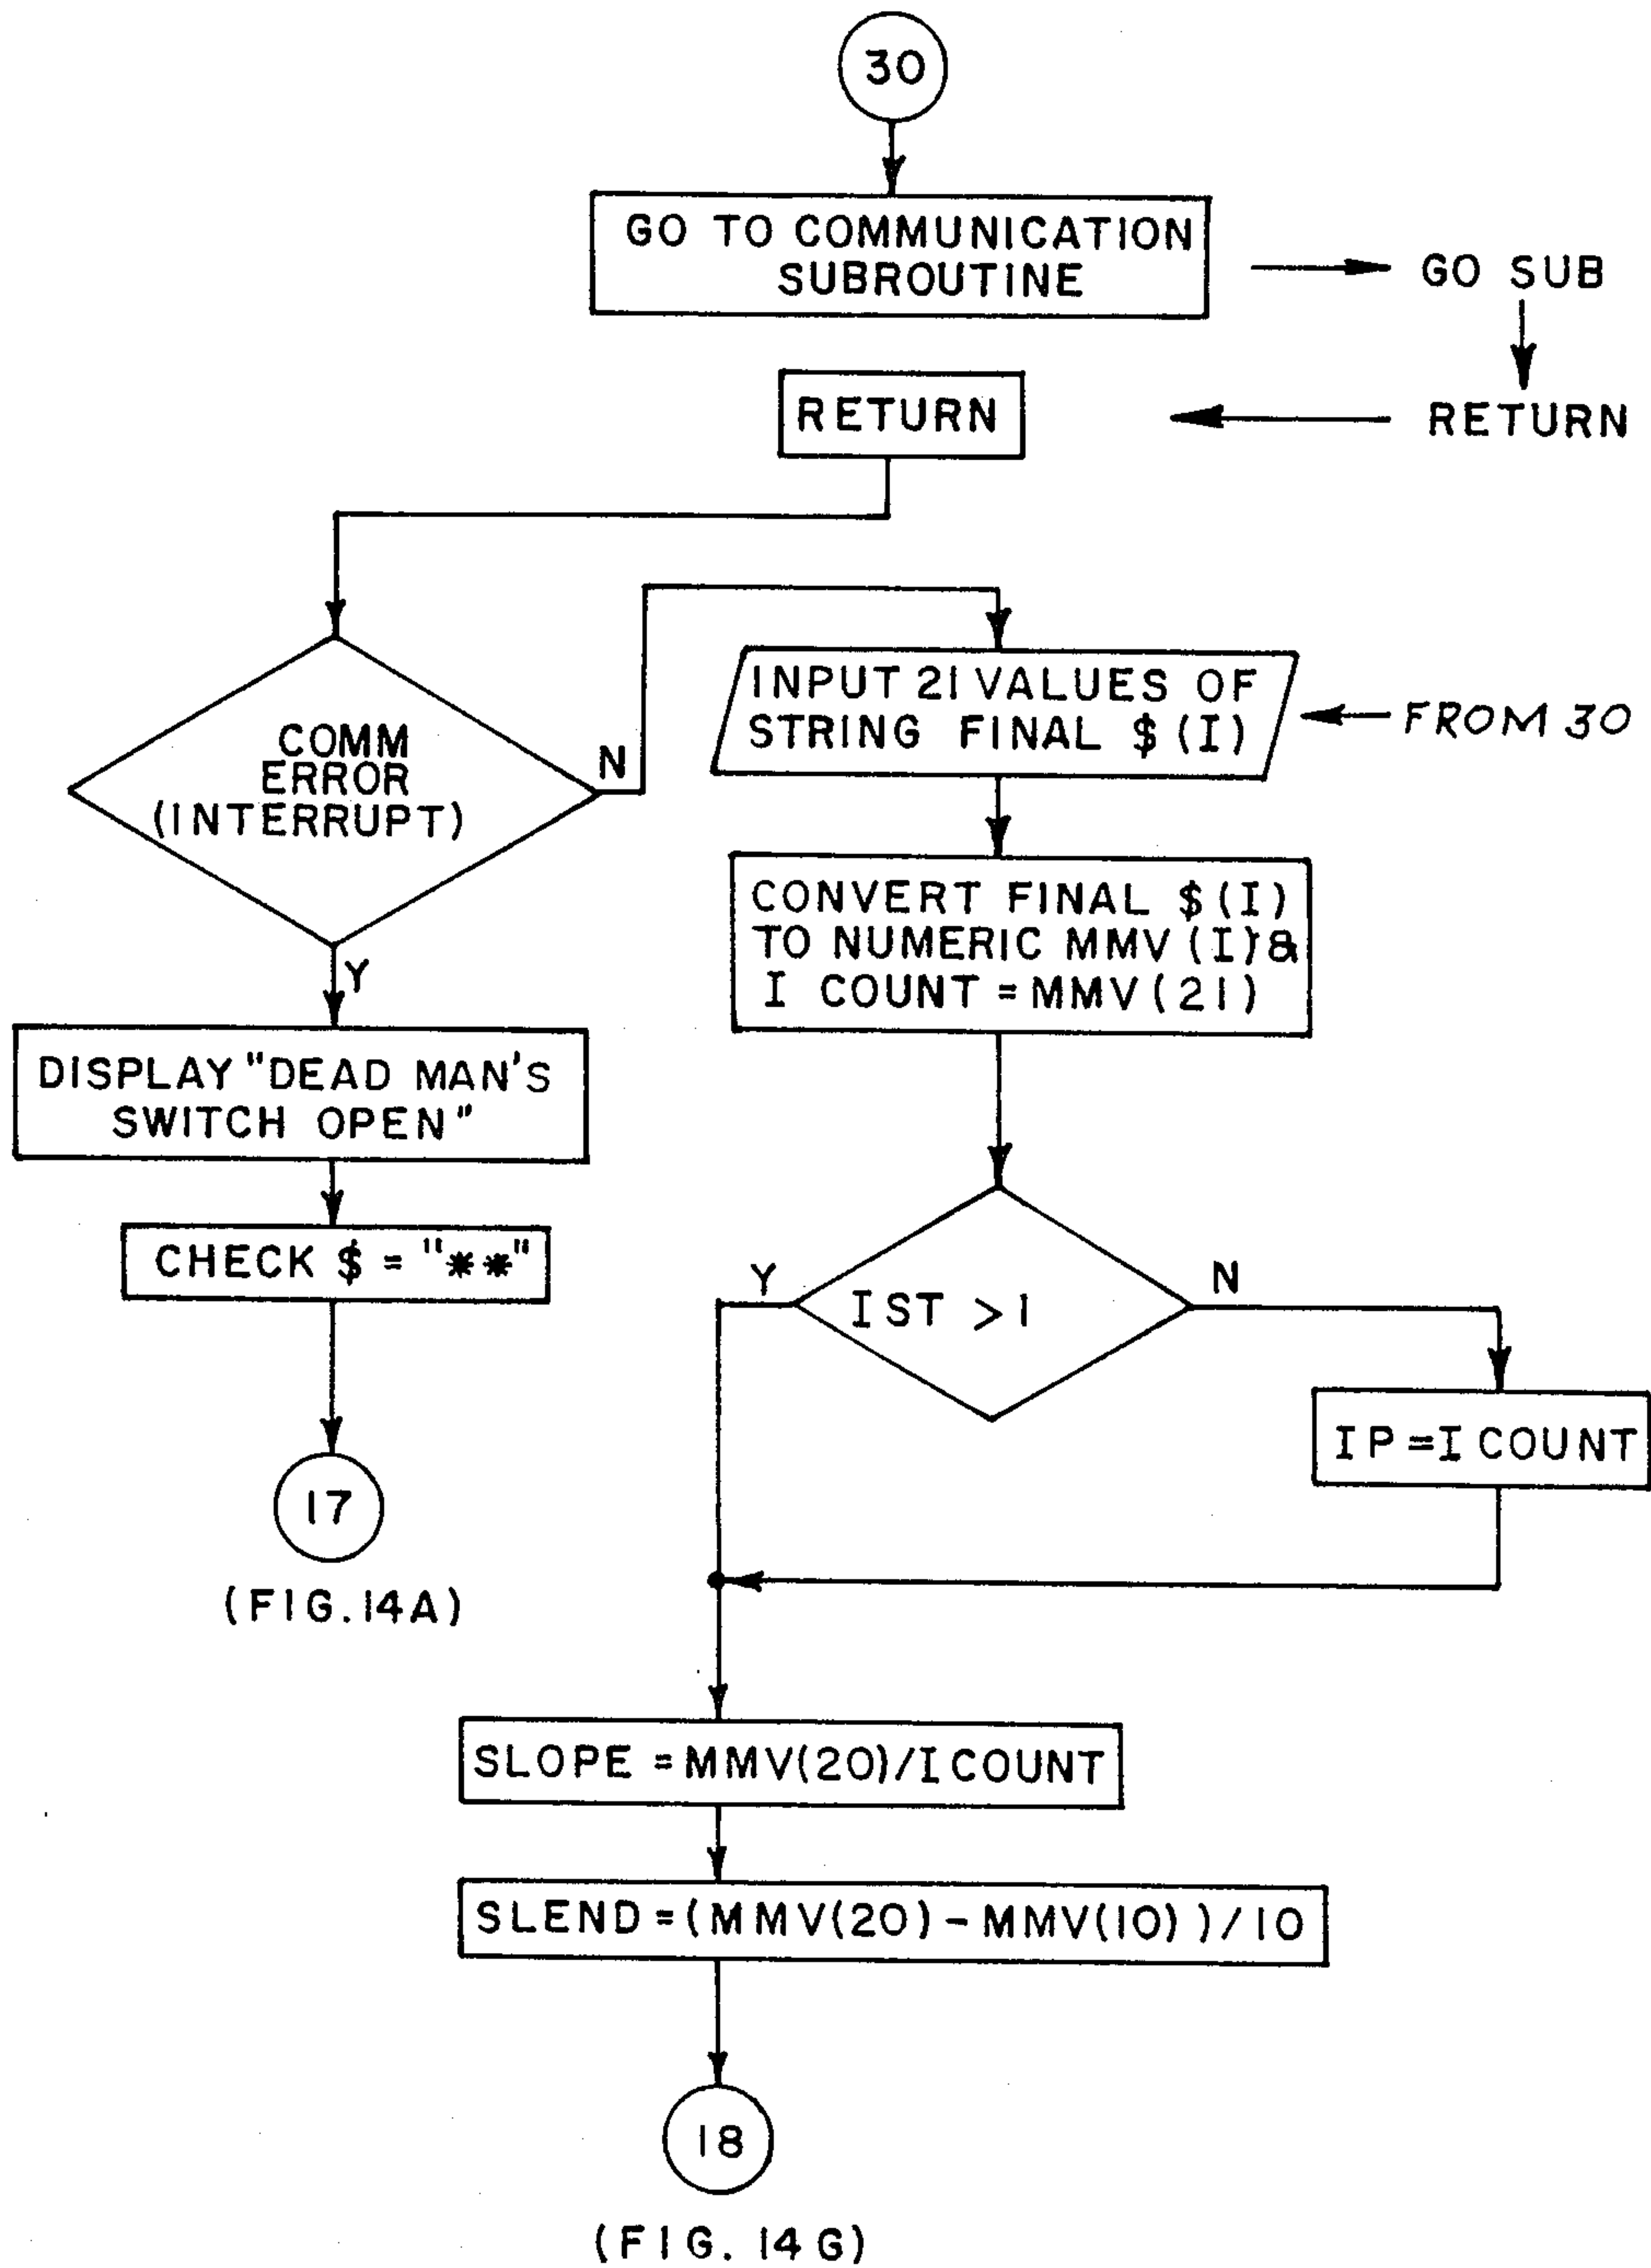 30
GO TO COMMUNICATION
SUBROUTINE
GO SUB
RETURN
RETURN
COMM
ERROR
(INTERRUPT)
N
Y
INPUT 21 VALUES OF
STRING FINAL $(I)
FROM 30
CONVERT FINAL $(I)
TO NUMERIC MMV(I)&
I COUNT=MMV(21)
DISPLAY "DEAD MAN'S
SWITCH OPEN"
CHECK $ = "**"
17
(FIG.14A)
Y
IST >1
N
IP=I COUNT
SLOPE =MMV(20)/I COUNT
SLEND=(MMV(20)-MMV(10))/10
18
(FIG. 14G)